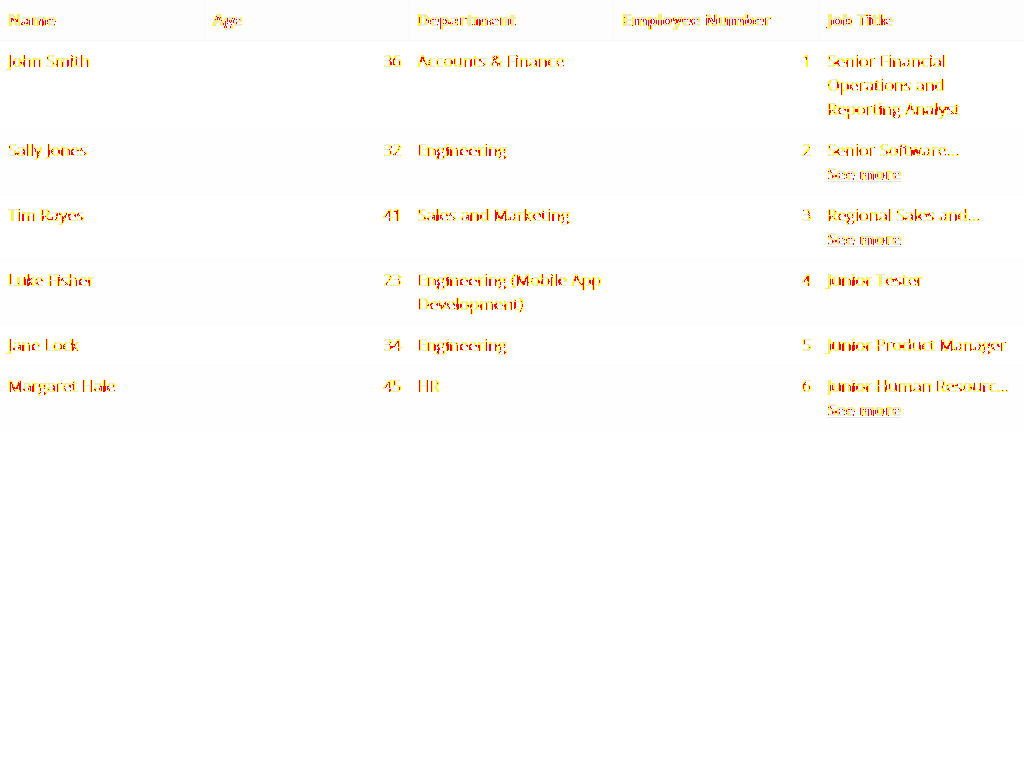 Name Age Department Employee Number Job Title
John Smith 36 Accounts & Finance 1 Senior Financial
Operations and
Reporting Analyst
Sally Jones 32 Engineering 2 Senior Software...
See more
Tim Rayes 41 Sales and Marketing 3 Regional Sales and...
See more
Luke Fisher 23 Engineering (Mobile App 4 Junior Tester
Development)
Jane Lock 34 Engineering 5 Junior Product Manager
Margaret Hale 45 HR 6 Junior Human Resourc...
See more